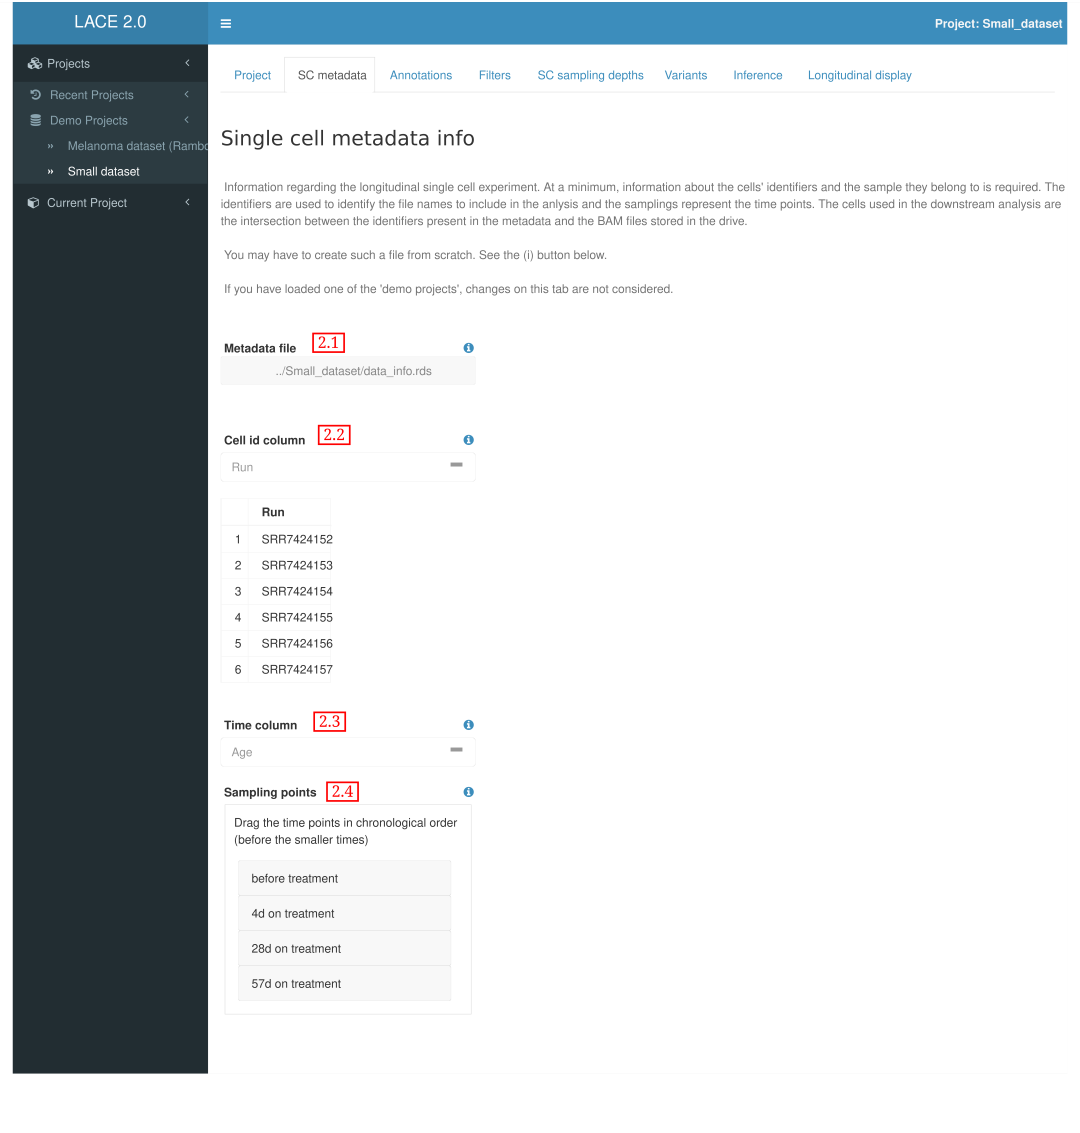 LACE 2.0
Project: Small_dataset
Projects
Recent Projects
Demo Projects
» Melanoma dataset (Rambo
» Small dataset
Current Project
Project SC metadata Annotations Filters SC sampling depths Variants Inference Longitudinal display
Single cell metadata info
Information regarding the longitudinal single cell experiment. At a minimum, information about the cells' identifiers and the sample they belong to is required. The
identifiers are used to identify the file names to include in the anlysis and the samplings represent the time points. The cells used in the downstream analysis are
the intersection between the identifiers present in the metadata and the BAM files stored in the drive.
You may have to create such a file from scratch. See the (i) button below.
If you have loaded one of the 'demo projects', changes on this tab are not considered.
Metadata file 2.1
../Small_dataset/data_info.rds
Cell id column 2.2
Run
Run
1 SRR7424152
2 SRR7424153
3 SRR7424154
4 SRR7424155
5 SRR7424156
6 SRR7424157
Time column 2.3
Age
Sampling points 2.4
Drag the time points in chronological order
(before the smaller times)
before treatment
4d on treatment
28d on treatment
57d on treatment